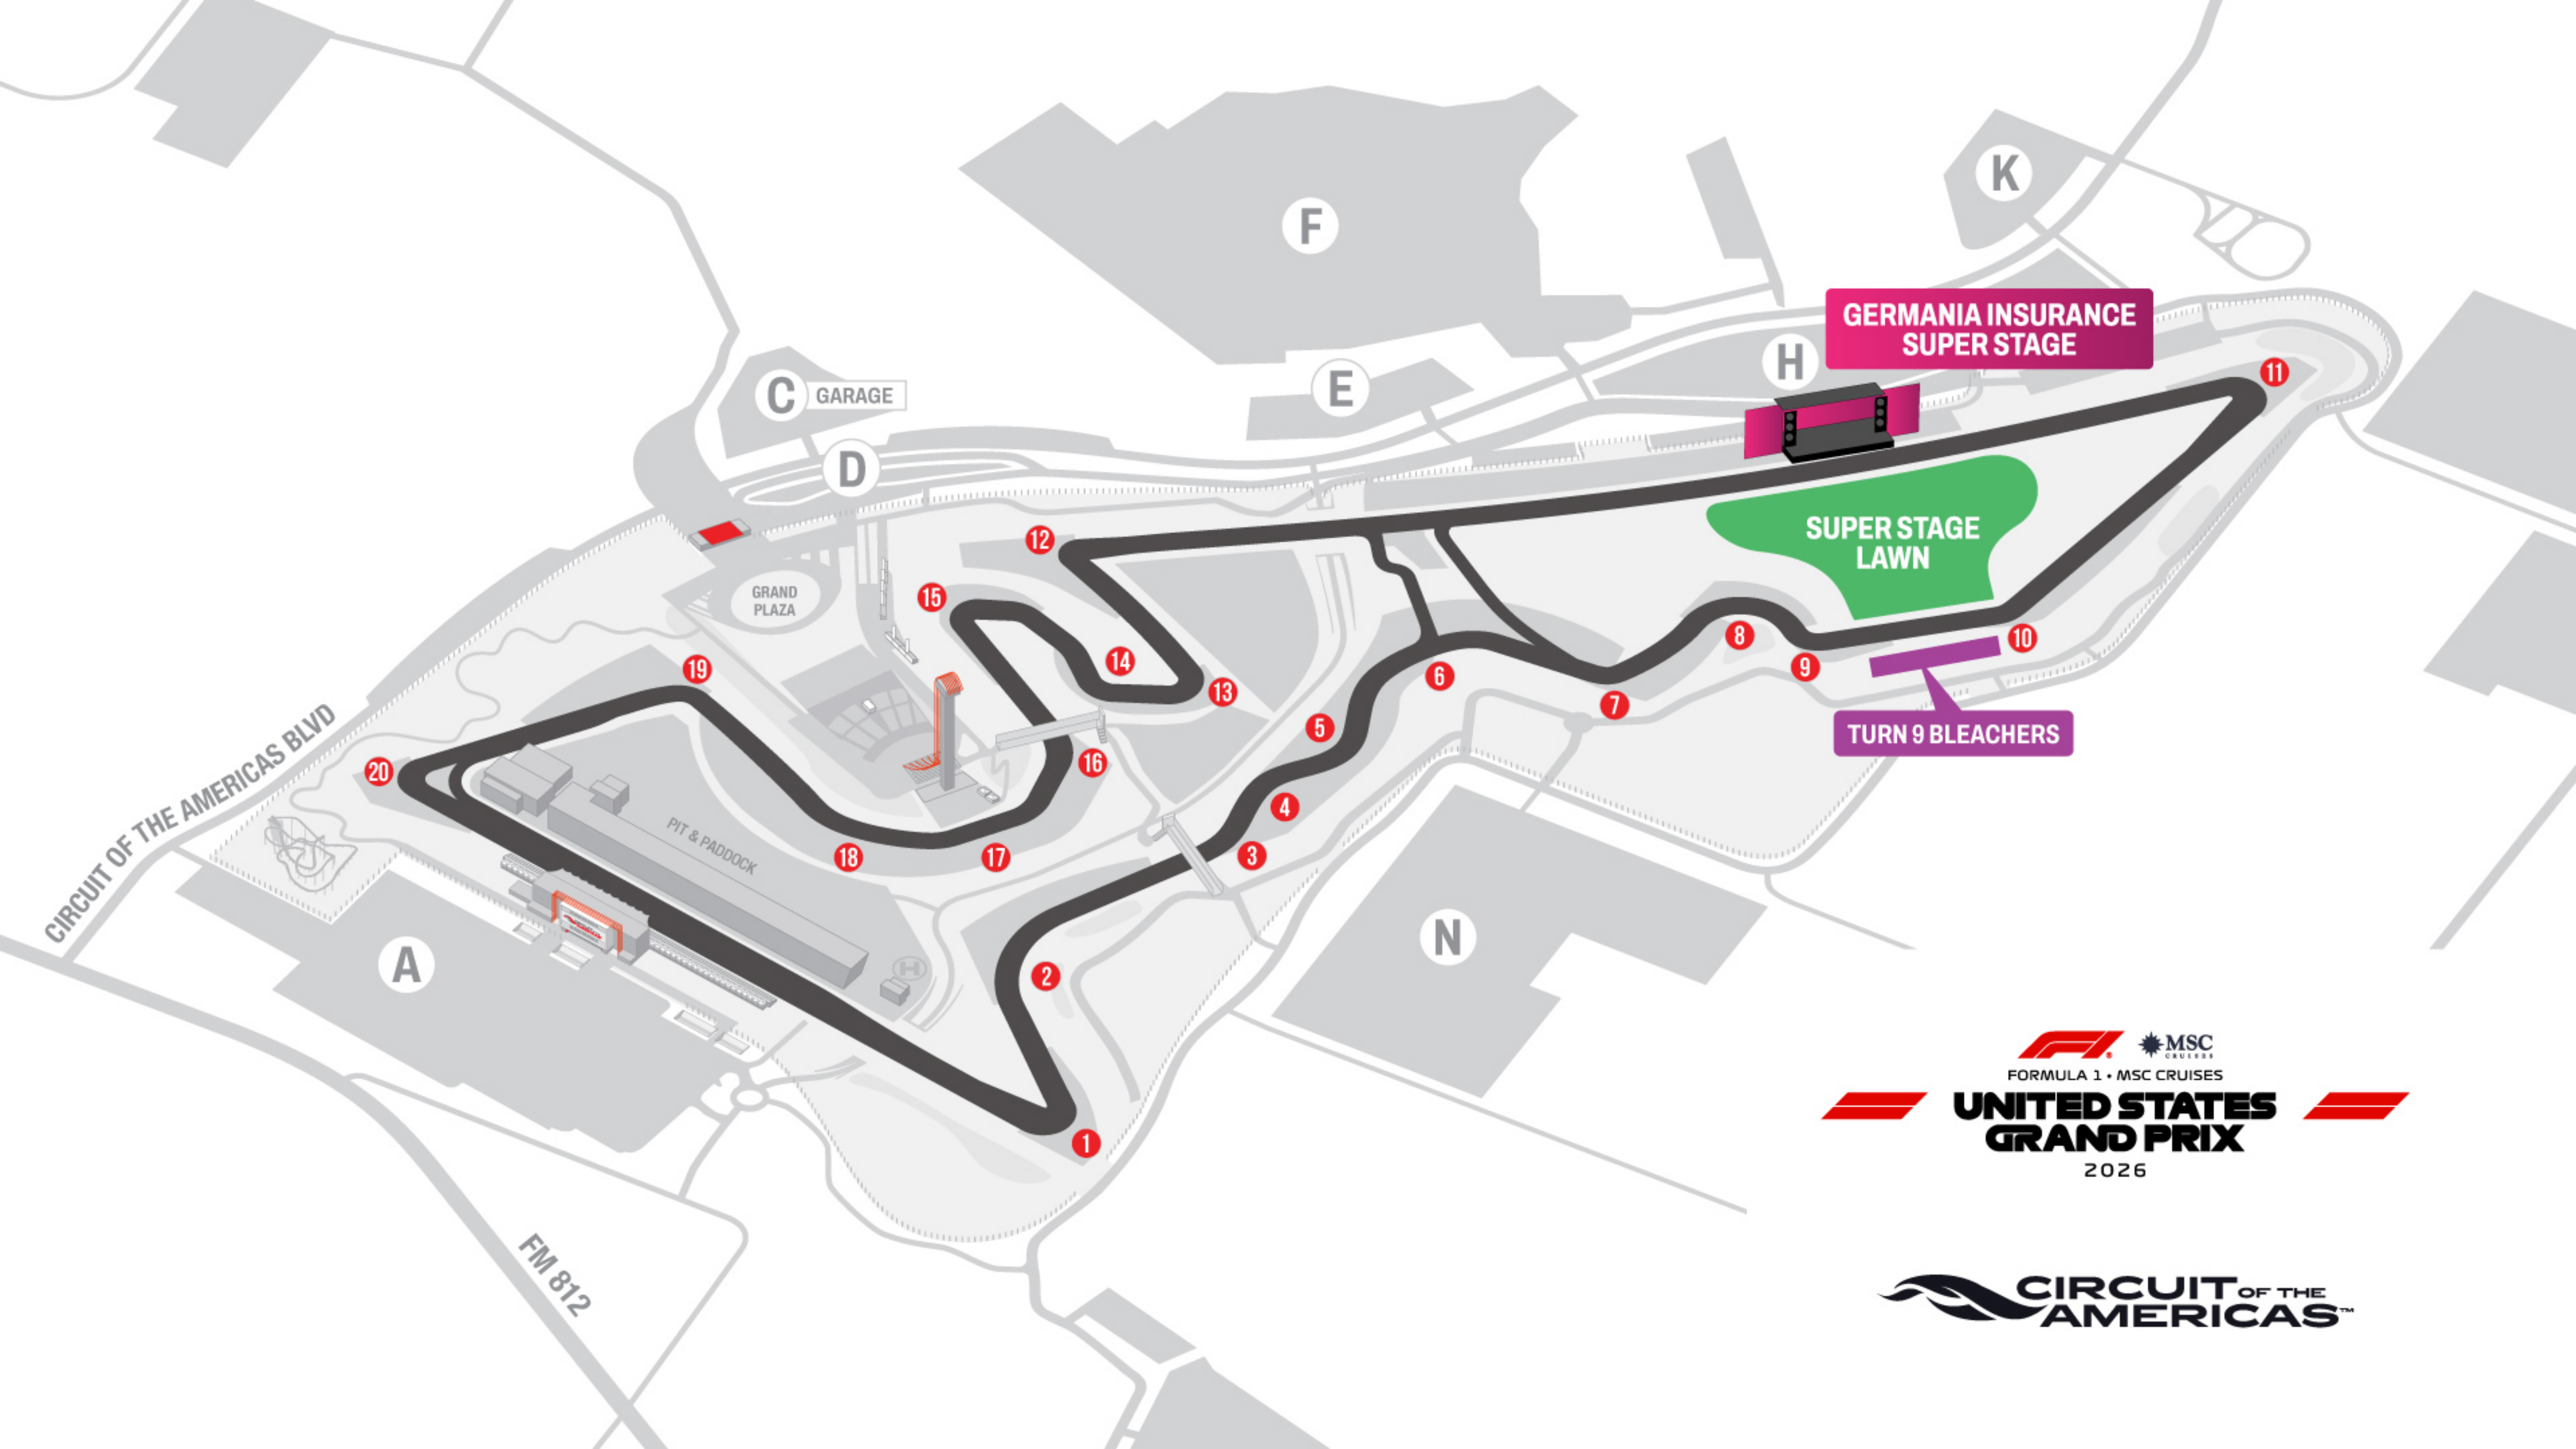 K
F
GERMANIA INSURANCE
SUPER STAGE
H
11
E
C
GARAGE
D
SUPER STAGE
LAWN
12
GRAND
PLAZA
15
8
10
14
9
19
13
6
7
5
TURN 9 BLEACHERS
16
20
4
CIRCUIT OF THE AMERICAS BLVD
PIT & PADDOCK
18
17
3
A
N
H
2
1
F1
MSC
CRUISES
FORMULA 1 • MSC CRUISES
UNITED STATES
GRAND PRIX
2026
FM 812
CIRCUIT OF THE
AMERICAS™